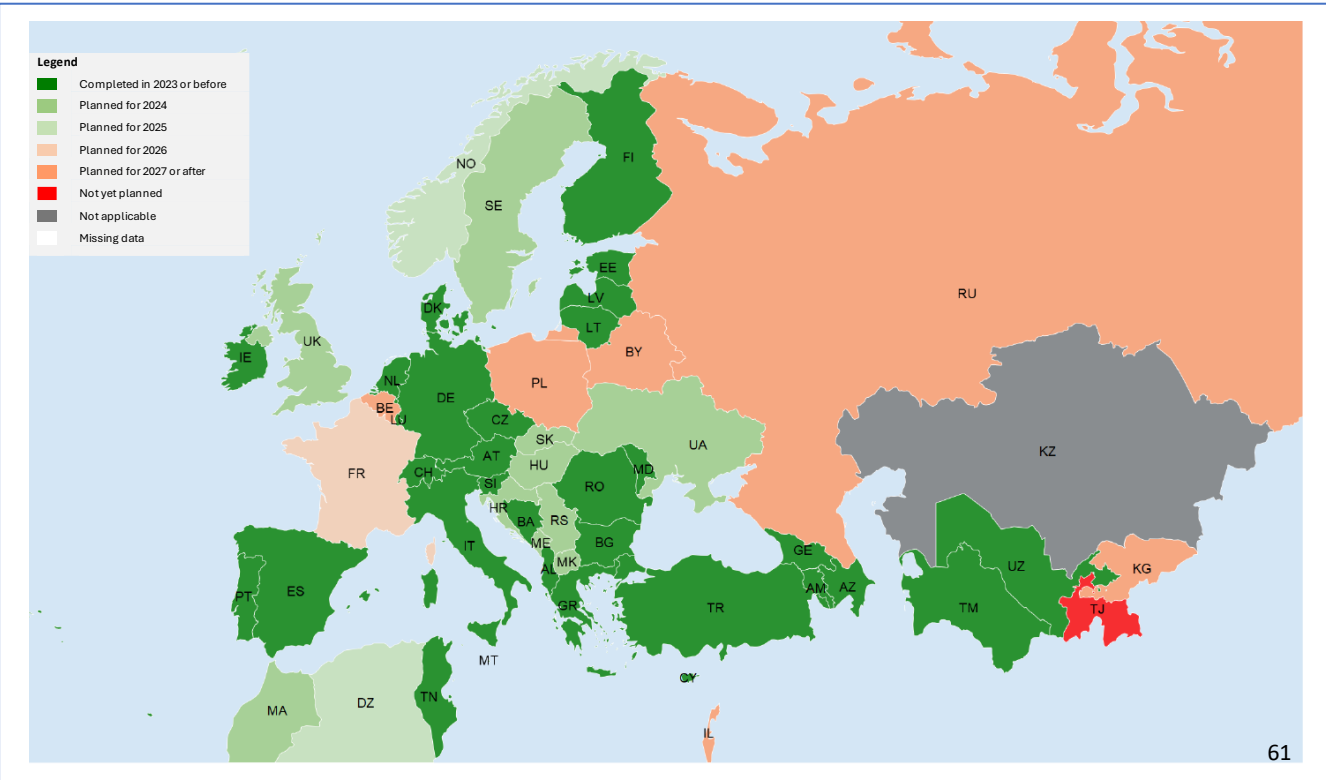 Legend
Completed in 2023 or before
Planned for 2024
Planned for 2025
Planned for 2026
Planned for 2027 or after
Not yet planned
Not applicable
Missing data
NO
FI
SE
EE
RU
LV
DK
LT
UK
BY
IE
NL
PL
DE
BE
LU
CZ
SK
UA
KZ
AT
HU
FR
CH
MD
SI
RO
HR
BA
RS
IT
ME
BG
GE
MK
AL
UZ
KG
PT
ES
AM
AZ
GR
TR
TM
TJ
MT
CY
TN
DZ
MA
IL
61